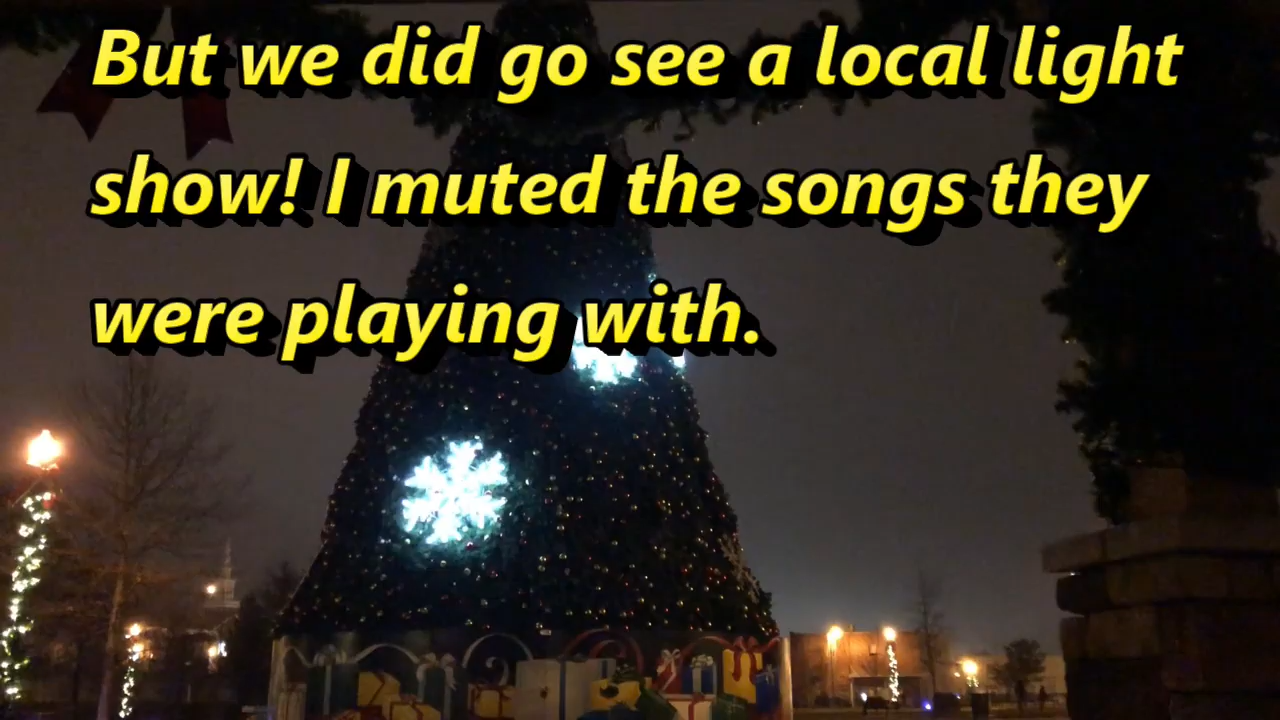 But we did go see a local light
show! I muted the songs they
were playing with.